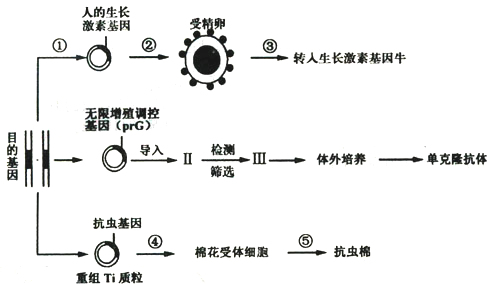 人的生长
激素基因
受精卵
① ② ③ 转入生长激素基因牛
目的基因
无限增殖调控
基因(prG)
导入 Ⅱ 检测 Ⅲ 体外培养 单克隆抗体
筛选
抗虫基因
④ 棉花受体细胞 ⑤ 抗虫棉
重组 Ti 质粒